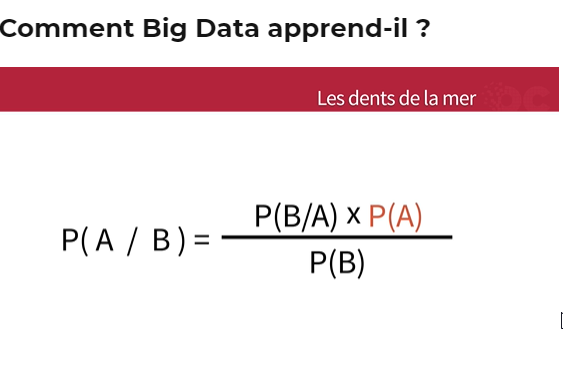 Comment Big Data apprend-il ?
Les dents de la mer
P(B/A) x P(A)
P( A / B ) =
P(B)